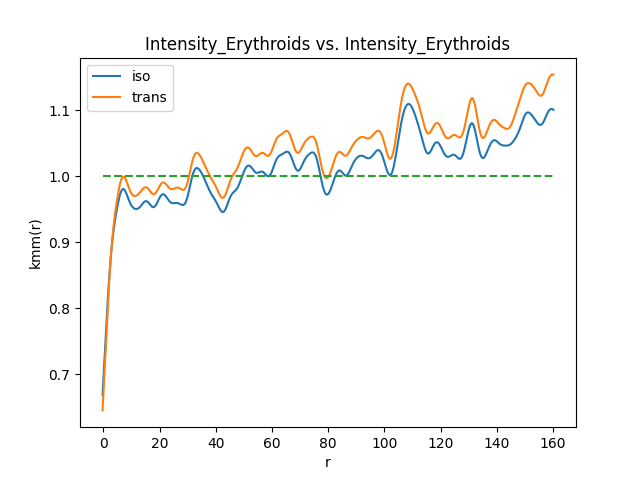 Intensity_Erythroids vs. Intensity_Erythroids
iso
trans
1.1
1.0
0.9
0.8
0.7
kmm(r)
0 20 40 60 80 100 120 140 160
r